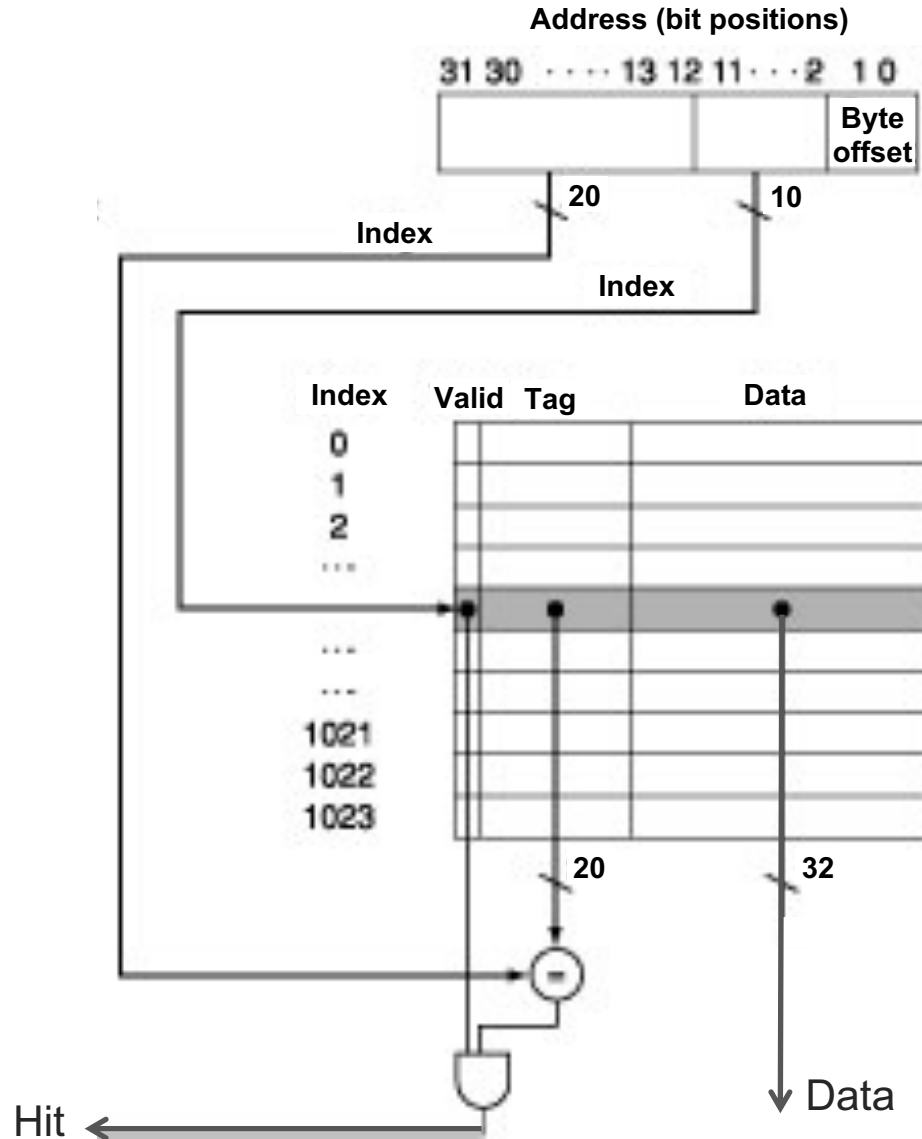 Address (bit positions)
31 30 · · · · · 13 12 11 · · · 2 1 0
Byte
offset
20
10
Index
Index
Index Valid Tag Data
0
1
2
...
...
...
1021
1022
1023
20
32
=
Data
Hit